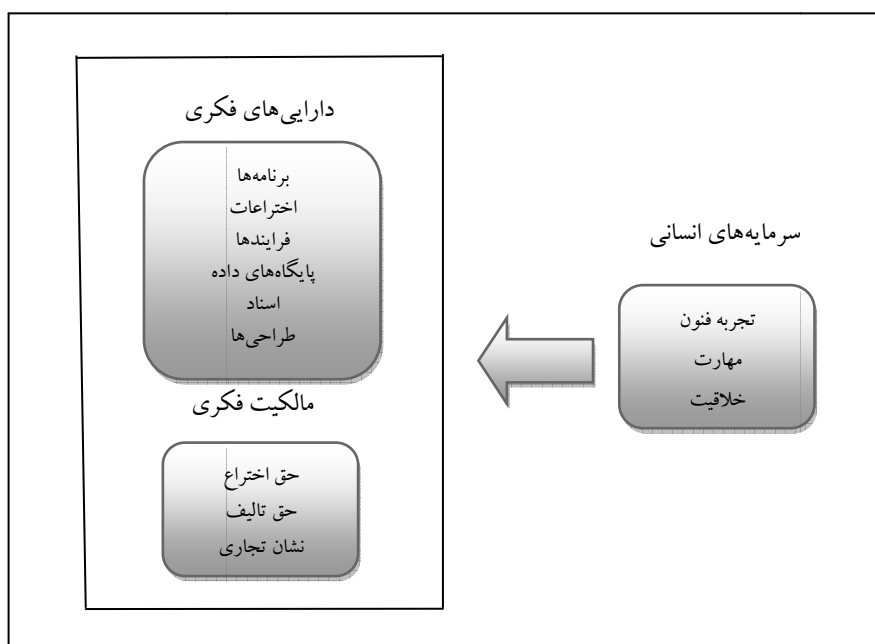 سرمایه‌های انسانی
تجربه فنون
مهارت
خلاقیت
دارایی‌های فکری
برنامه‌ها
اختراعات
فرایندها
پایگاه‌های داده
اسناد
طراحی‌ها
مالکیت فکری
حق اختراع
حق تالیف
نشان تجاری